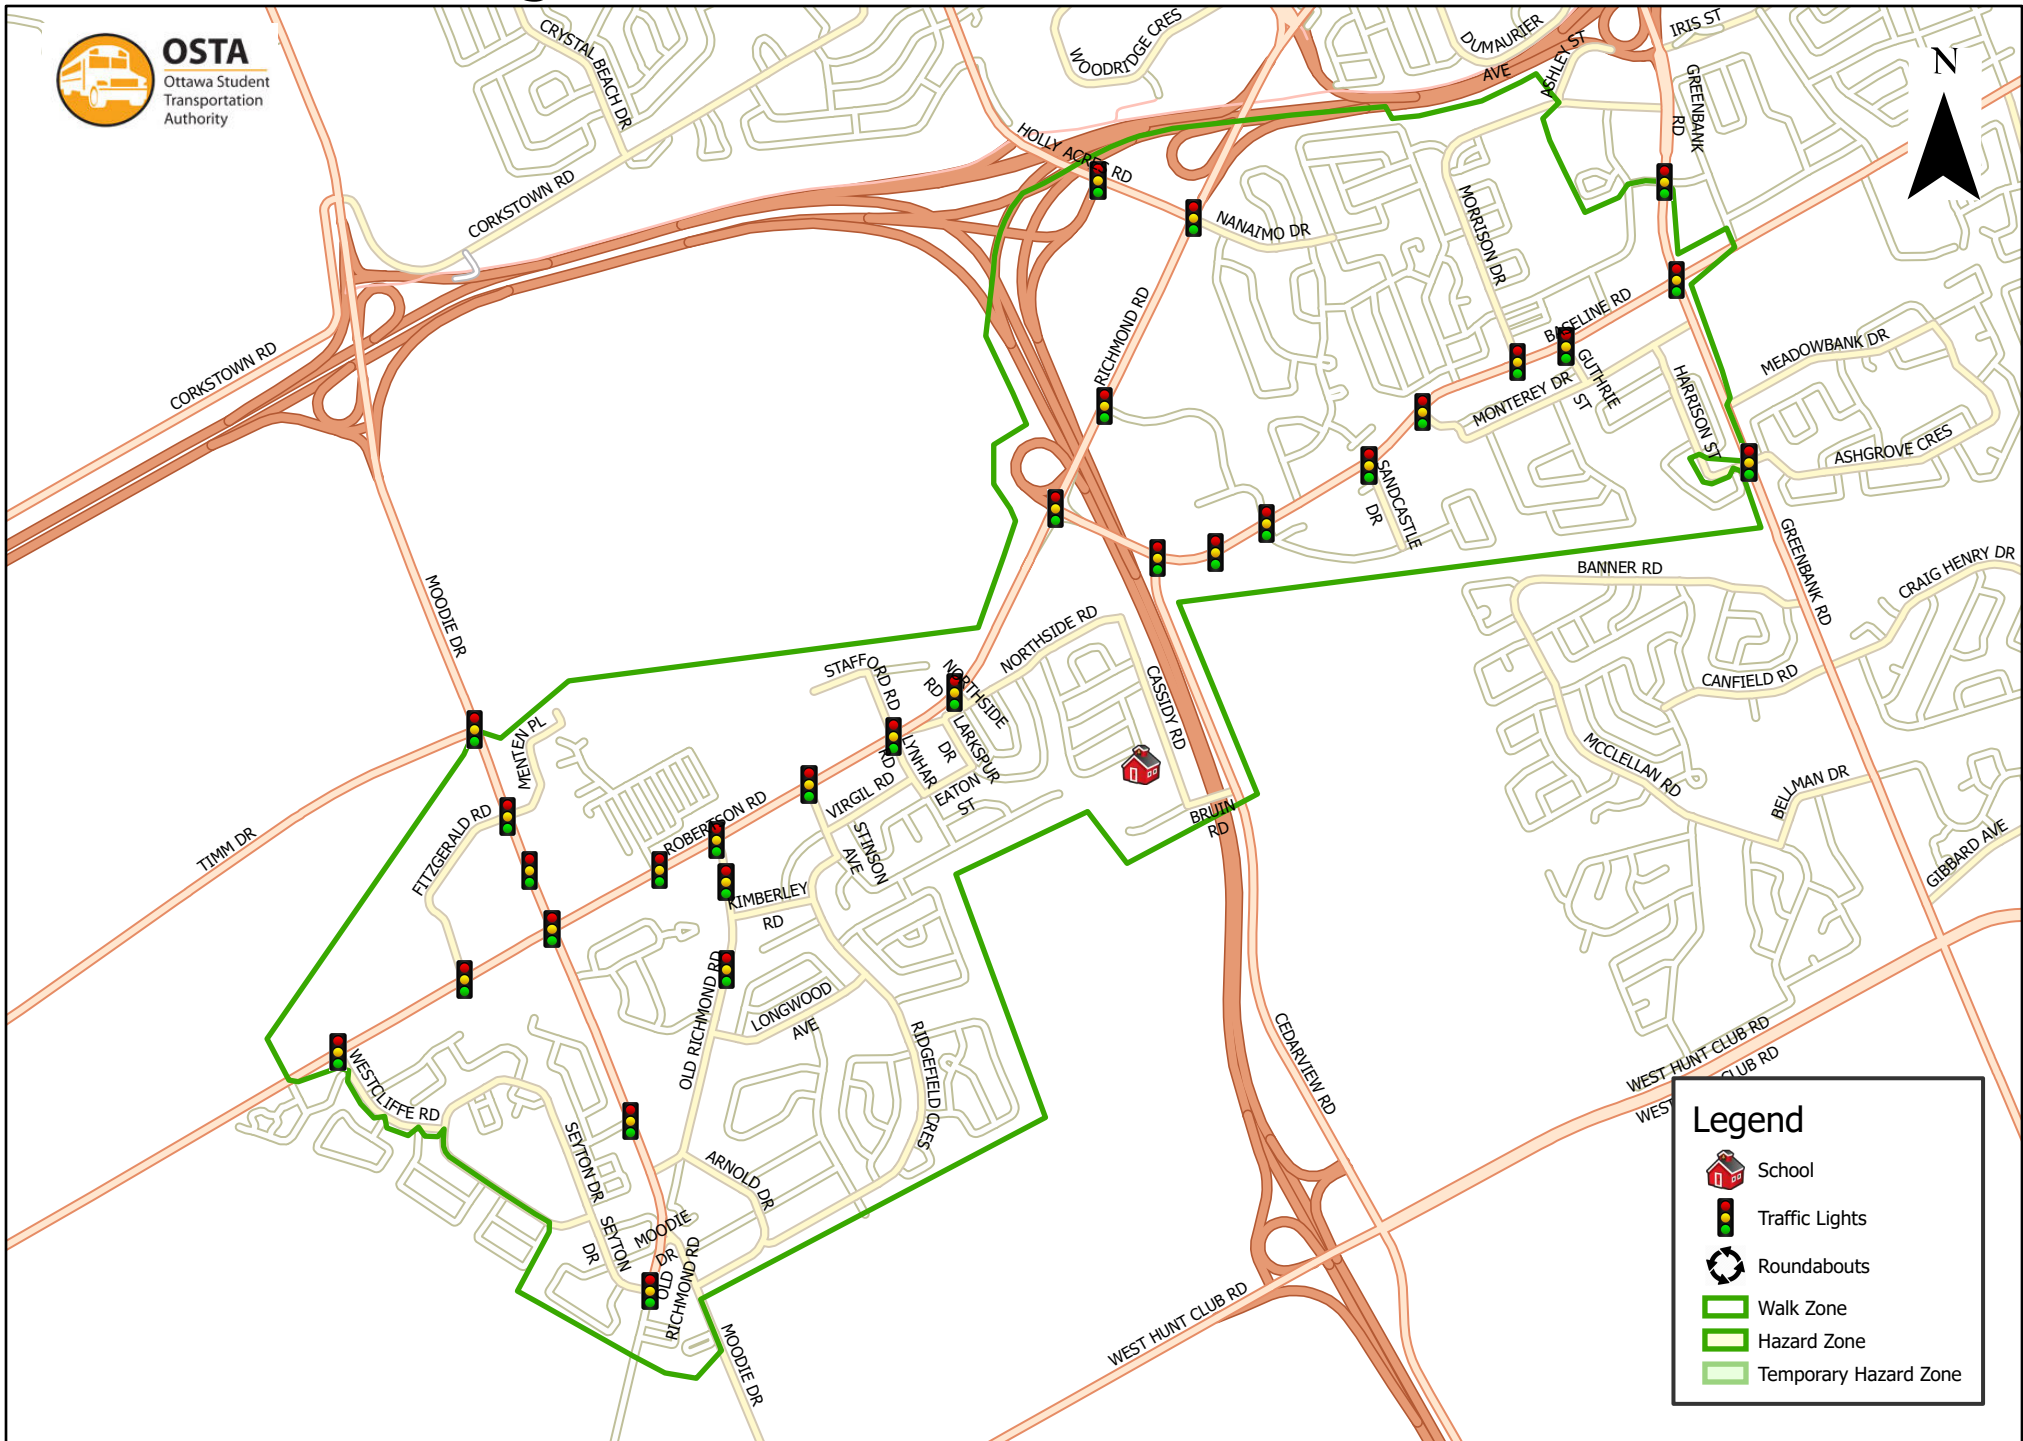 OSTA
Ottawa Student
Transportation
Authority
CRYSTAL BEACH DR
WOODRIDGE CRES
DUMAURIER
AVE
ASHLEY ST
IRIS ST
GREENBANK
RD
N
HOLLY ACRES RD
CORKSTOWN RD
NANAIMO DR
MORRISON DR
CORKSTOWN RD
RICHMOND RD
BASELINE RD
GUTHRIE
ST
MONTEREY DR
HARRISON ST
MEADOWBANK DR
ASHGROVE CRES
SANDCASTLE
DR
GREENBANK RD
BANNER RD
CRAIG HENRY DR
MOODIE DR
NORTHSIDE RD
STAFFORD RD
NORTHSIDE
RD
CASSIDY RD
CANFIELD RD
LARKSPUR
DR
LYNHAR
RD
MENTEN PL
MCCLELLAN RD
BELLMAN DR
EATON
ST
VIRGIL RD
ROBERTSON RD
BRUIN
RD
TIMM DR
FITZGERALD RD
STINSON
AVE
GIBBARD AVE
KIMBERLEY
RD
OLD RICHMOND RD
LONGWOOD
AVE
RIDGEFIELD CRES
CEDARVIEW RD
WEST HUNT CLUB RD
WEST
CLUB RD
WESTCLIFFE RD
SEYTON DR
ARNOLD DR
SEYTON
DR
MOODIE
DR
OLD
RICHMOND RD
MOODIE DR
WEST HUNT CLUB RD
Legend
School
Traffic Lights
Roundabouts
Walk Zone
Hazard Zone
Temporary Hazard Zone